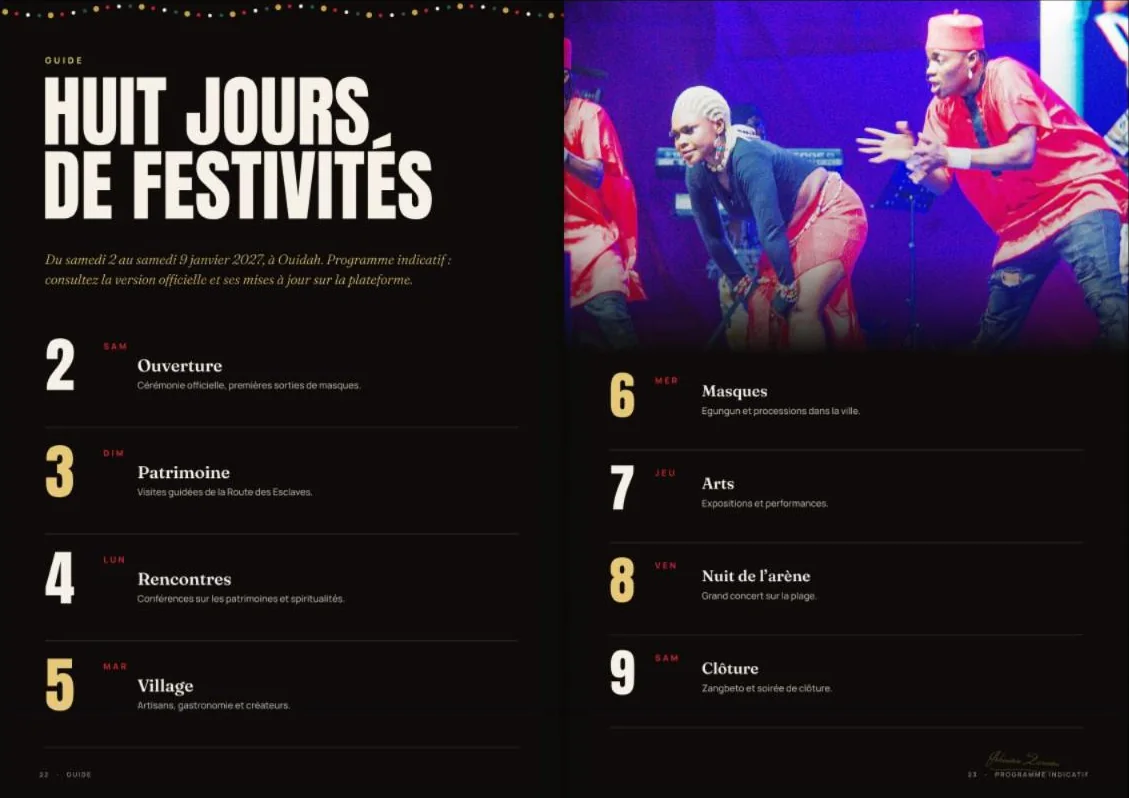 GUIDE
HUIT JOURS
DE FESTIVITÉS
Du samedi 2 au samedi 9 janvier 2027, à Ouidah. Programme indicatif :
consultez la version officielle et ses mises à jour sur la plateforme.
2 SAM
Ouverture
Cérémonie officielle, premières sorties de masques.
3 DIM
Patrimoine
Visites guidées de la Route des Esclaves.
4 LUN
Rencontres
Conférences sur les patrimoines et spiritualités.
5 MAR
Village
Artisans, gastronomie et créateurs.
22 · GUIDE
6 MER
Masques
Egungun et processions dans la ville.
7 JEU
Arts
Expositions et performances.
8 VEN
Nuit de l’arène
Grand concert sur la plage.
9 SAM
Clôture
Zangbeto et soirée de clôture.
23 · PROGRAMME INDICATIF